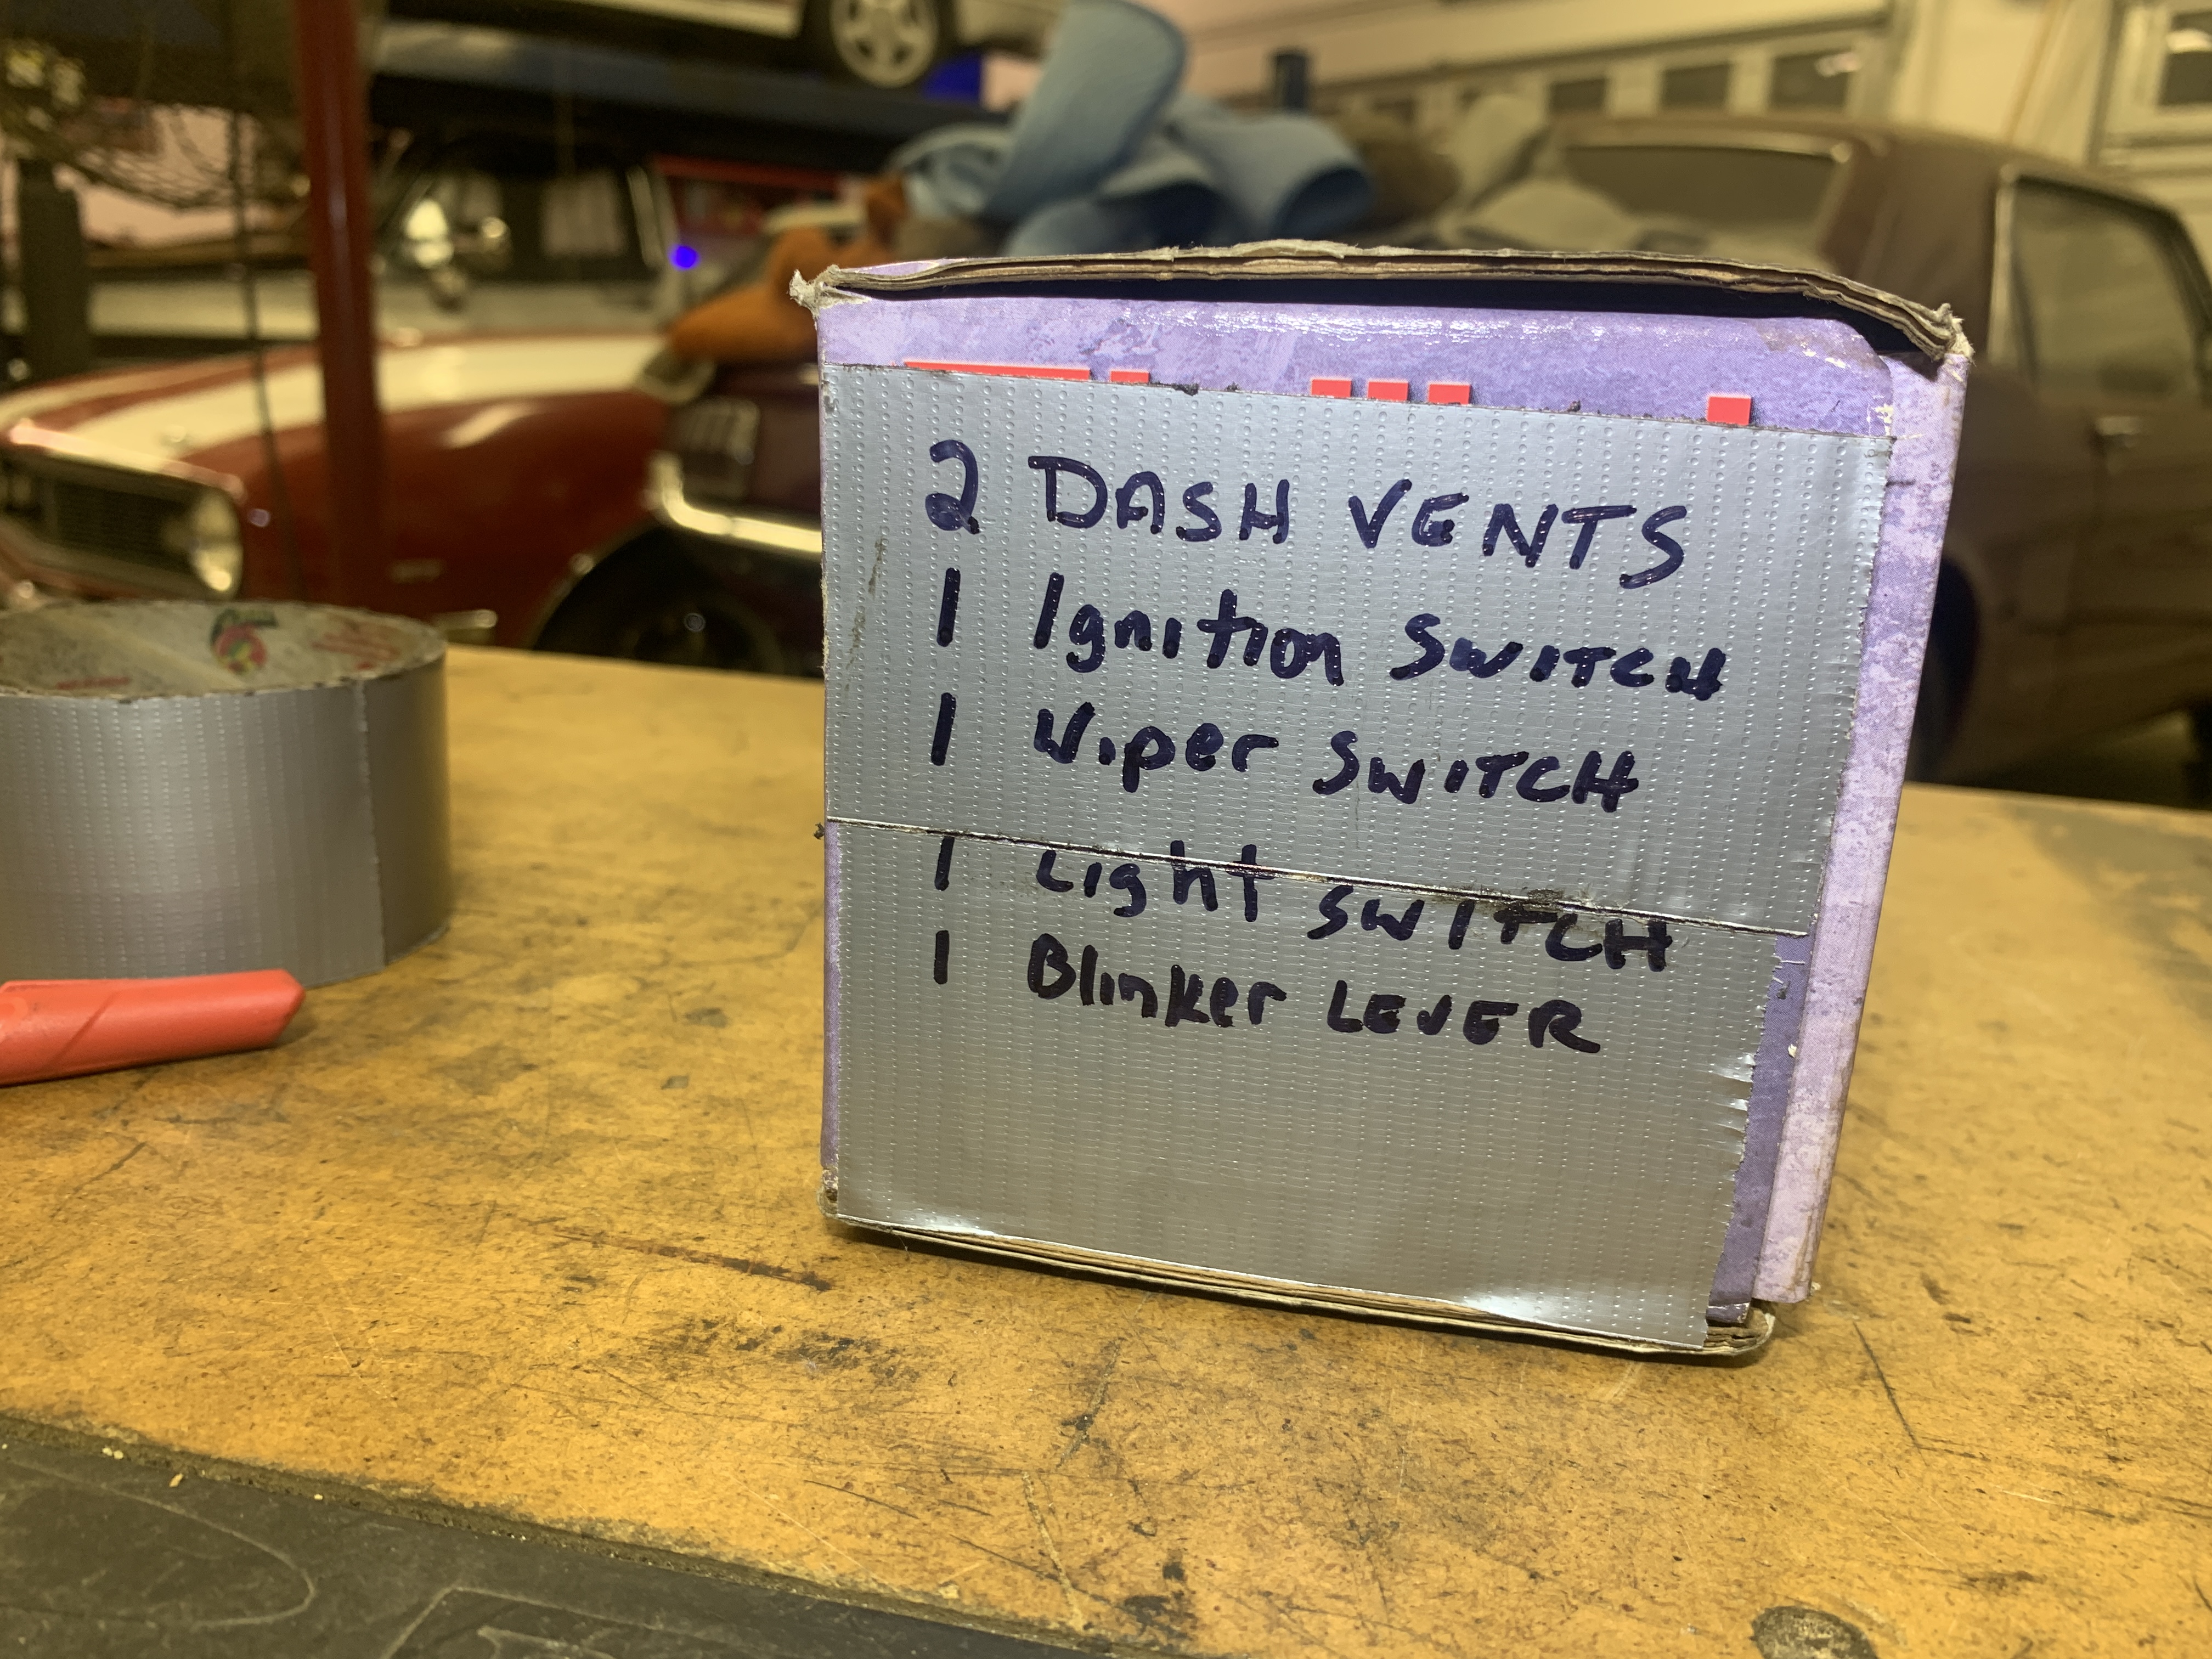 2 DASH VENTS
1 Ignition SWITCH
1 Wiper SWITCH
1 Light SWITCH
1 Blinker LEVER